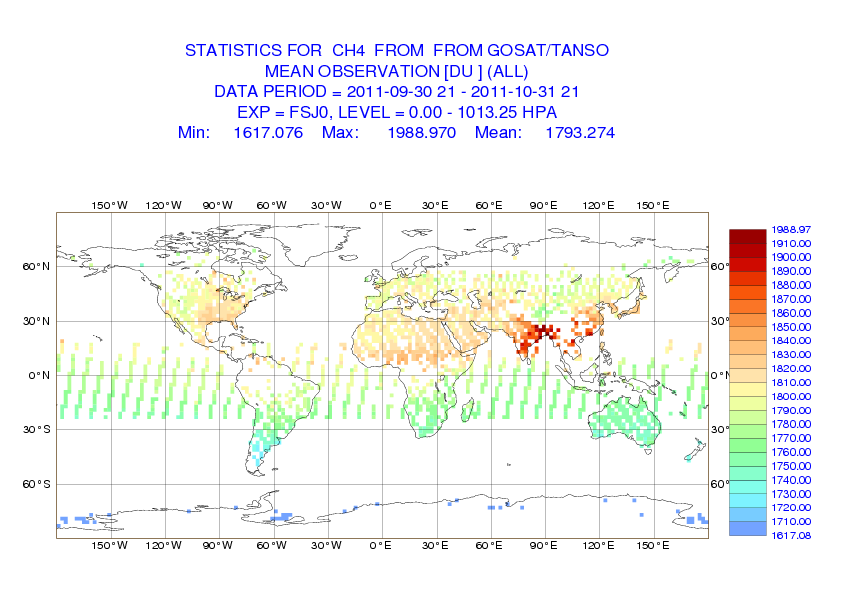 STATISTICS FOR  CH4  FROM  FROM GOSAT/TANSO
MEAN OBSERVATION [DU ] (ALL)
DATA PERIOD = 2011-09-30 21 - 2011-10-31 21
EXP = FSJ0, LEVEL = 0.00 - 1013.25 HPA
Min: 1617.076 Max: 1988.970 Mean: 1793.274
150°W 120°W 90°W 60°W 30°W 0°E 30°E 60°E 90°E 120°E 150°E
60°N 60°N
30°N 30°N
0°N 0°N
30°S 30°S
60°S 60°S
150°W 120°W 90°W 60°W 30°W 0°E 30°E 60°E 90°E 120°E 150°E
1988.97
1910.00
1900.00
1890.00
1880.00
1870.00
1860.00
1850.00
1840.00
1830.00
1820.00
1810.00
1800.00
1790.00
1780.00
1770.00
1760.00
1750.00
1740.00
1730.00
1720.00
1710.00
1617.08